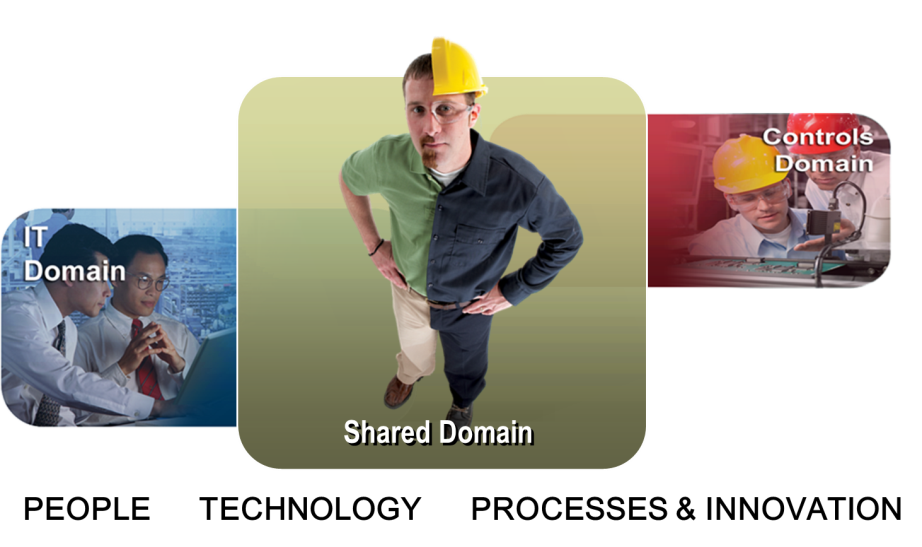 IT
Domain
Controls
Domain
Shared Domain
PEOPLE TECHNOLOGY PROCESSES & INNOVATION